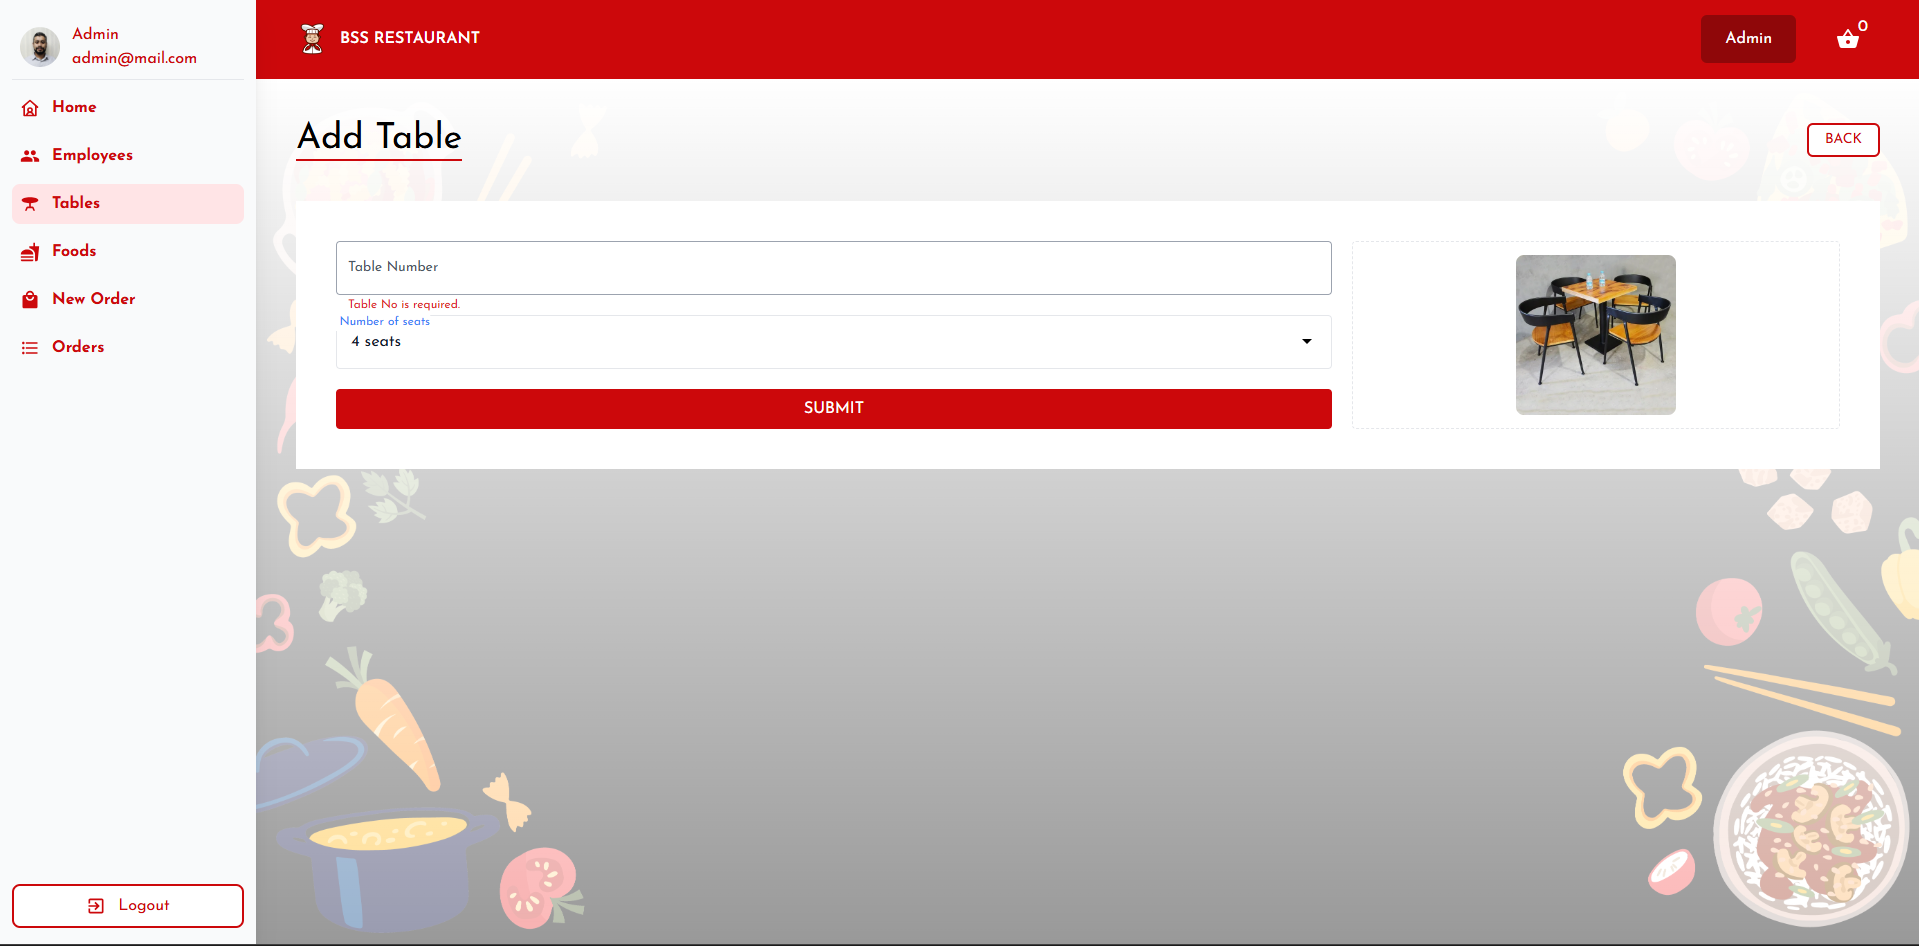 Admin
admin@mail.com
Home
Employees
Tables
Foods
New Order
Orders
Logout
BSS RESTAURANT
Admin
0
Add Table
BACK
Table Number
Table No is required.
Number of seats
4 seats
SUBMIT